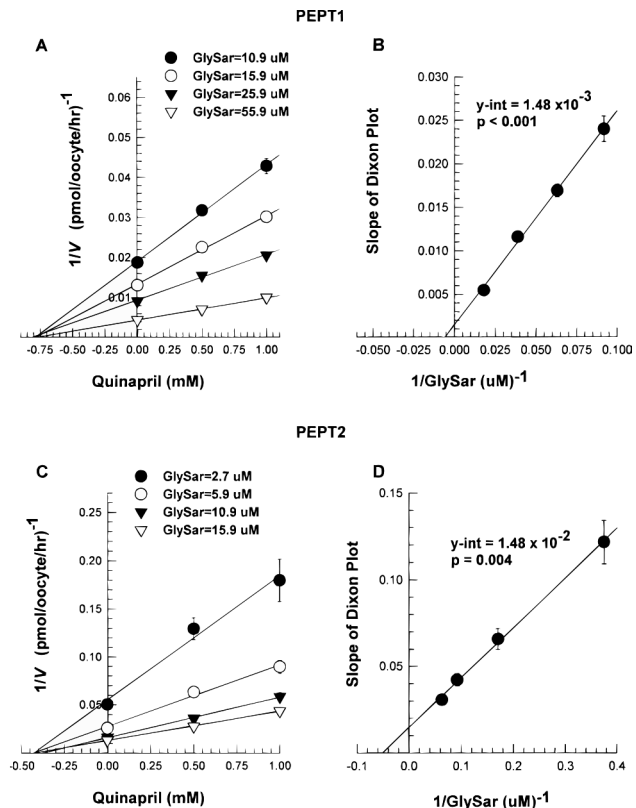 PEPT1
A
GlySar=10.9 uM
GlySar=15.9 uM
GlySar=25.9 uM
GlySar=55.9 uM
1/V (pmol/oocyte/hr)-1
0.06
0.05
0.04
0.03
0.02
0.01
-0.75 -0.50 -0.25 0.00 0.25 0.50 0.75 1.00
Quinapril (mM)
B
y-int = 1.48 x10-3
p < 0.001
Slope of Dixon Plot
0.030
0.025
0.020
0.015
0.010
0.005
-0.050 -0.025 0.000 0.025 0.050 0.075 0.100
1/GlySar (uM)-1
PEPT2
C
GlySar=2.7 uM
GlySar=5.9 uM
GlySar=10.9 uM
GlySar=15.9 uM
1/V (pmol/oocyte/hr)-1
0.20
0.15
0.10
0.05
-0.50 -0.25 0.00 0.25 0.50 0.75 1.00
Quinapril (mM)
D
y-int = 1.48 x 10-2
p = 0.004
Slope of Dixon Plot
0.15
0.10
0.05
-0.1 0.0 0.1 0.2 0.3 0.4
1/GlySar (uM)-1